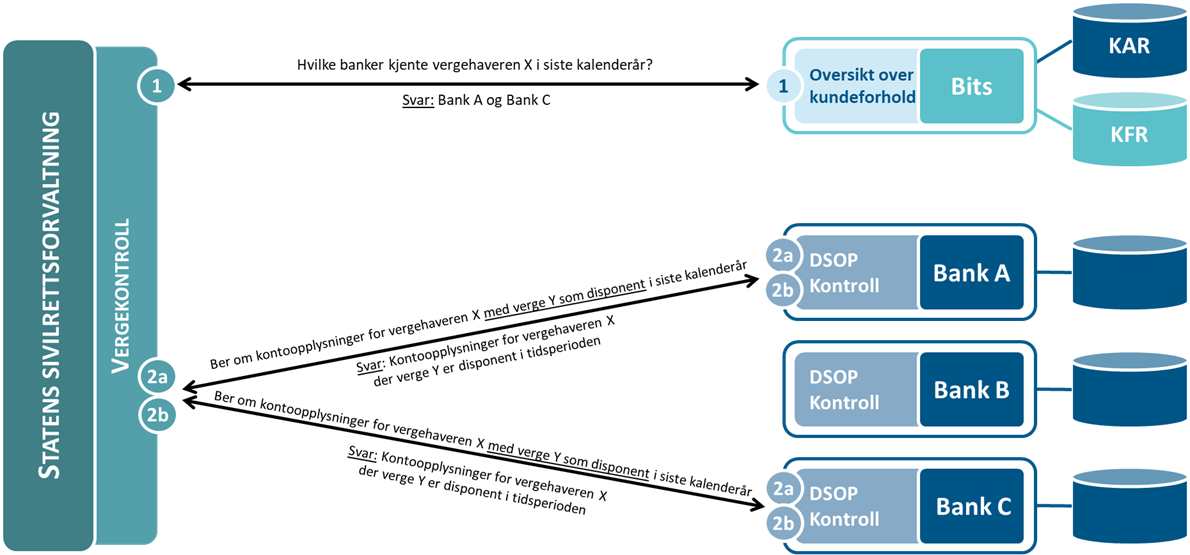 STATENS SIVILRETTSFORVALTNING
VERGEKONTROLL
1
Hvilke banker kjente vergehaveren X i siste kalenderår?
Svar: Bank A og Bank C
1
Oversikt over
kundeforhold
Bits
KAR
KFR
2a
2b
Ber om kontoopplysninger for vergehaveren X med verge Y som disponent i siste kalenderår
Svar: Kontoopplysninger for vergehaveren X
der verge Y er disponent i tidsperioden
2a
2b
DSOP
Kontroll
Bank A
DSOP
Kontroll
Bank B
Ber om kontoopplysninger for vergehaveren X med verge Y som disponent i siste kalenderår
Svar: Kontoopplysninger for vergehaveren X
der verge Y er disponent i tidsperioden
2a
2b
DSOP
Kontroll
Bank C